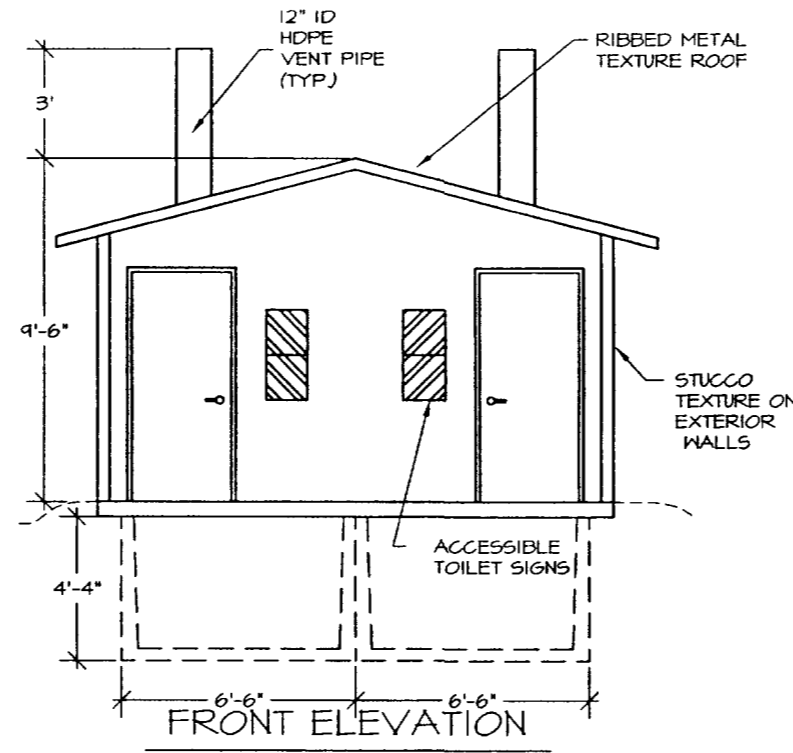 12" ID
HDPE
VENT PIPE
(TYP.)
RIBBED METAL
TEXTURE ROOF
3'
9'-6"
STUCCO
TEXTURE ON
EXTERIOR
WALLS
ACCESSIBLE
TOILET SIGNS
4'-4"
6'-6"
6'-6"
FRONT ELEVATION